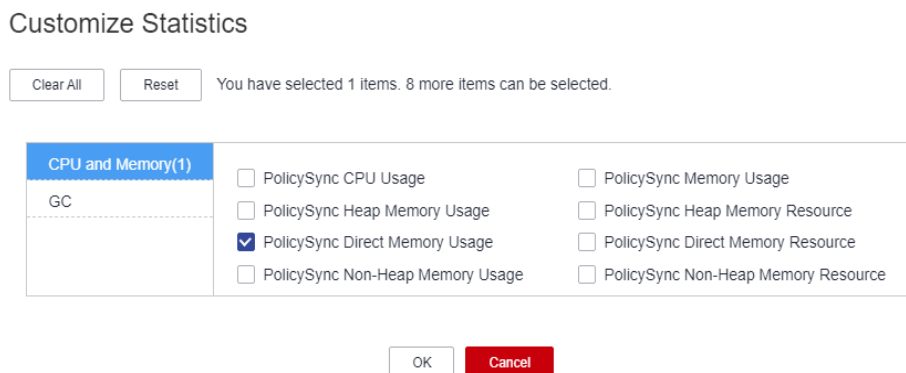 Customize Statistics
Clear All Reset You have selected 1 items. 8 more items can be selected.
CPU and Memory(1)
GC
PolicySync CPU Usage PolicySync Memory Usage
PolicySync Heap Memory Usage PolicySync Heap Memory Resource
PolicySync Direct Memory Usage PolicySync Direct Memory Resource
PolicySync Non-Heap Memory Usage PolicySync Non-Heap Memory Resource
OK Cancel